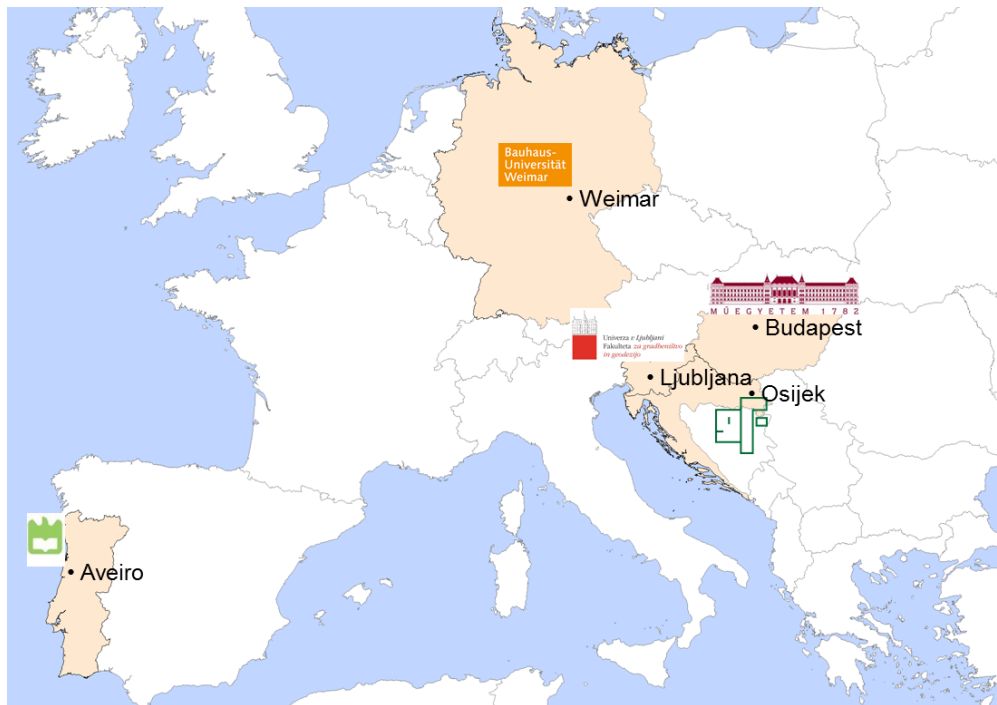 Bauhaus-
Universität
Weimar
Weimar
MŰEGYETEM 1782
Budapest
Univerza v Ljubljani
Fakulteta za gradbeništvo
in geodezijo
Ljubljana
Osijek
Aveiro